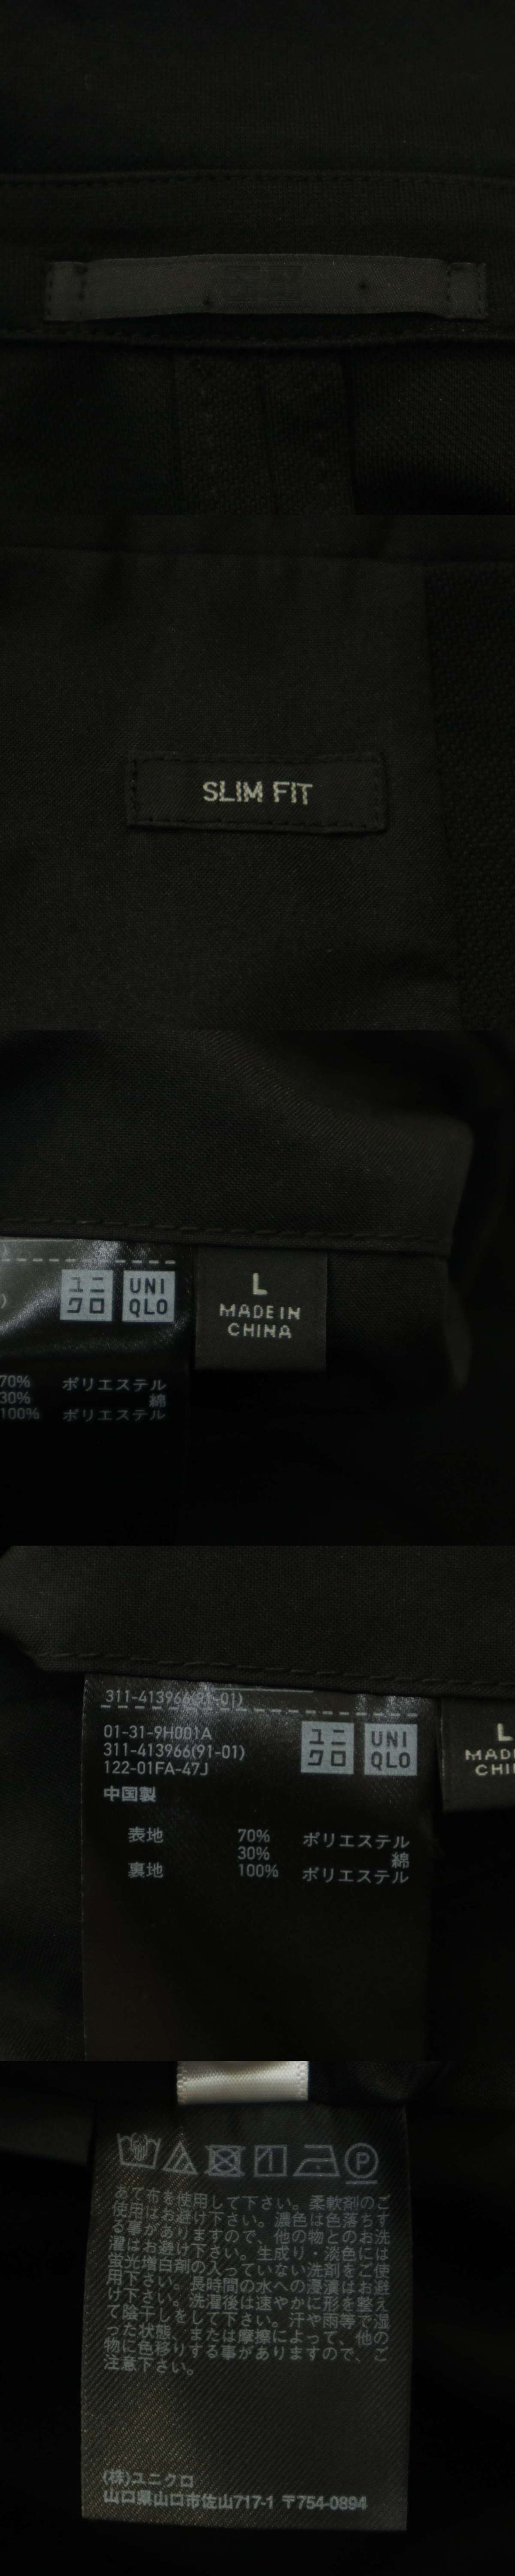 SLIM FIT
ユニ
クロ
UNI
QLO
L
MADE IN
CHINA
70% ポリエステル
30% 綿
100% ポリエステル
311-413966(91-01)
01-31-9H001A
311-413966(91-01)
122-01FA-47J
中国製
ユニ
クロ
UNI
QLO
表地 70% ポリエステル
30% 綿
裏地 100% ポリエステル
L
MAD
CHI
P
あて布を使用して下さい。柔軟剤のご
使用はお避け下さい。濃色は色落ちす
る事がありますので、他の物とのお洗
濯はお避け下さい。生成り・淡色には
蛍光増白剤の入っていない洗剤をご使
用下さい。長時間の水への浸漬はお避
け下さい。洗濯後は速やかに形を整え
て陰干しをして下さい。汗や雨等で湿
った状態、または摩擦によって、他の
物に色移りする事がありますので、ご
注意下さい。
(株)ユニクロ
山口県山口市佐山717-1 〒754-0894